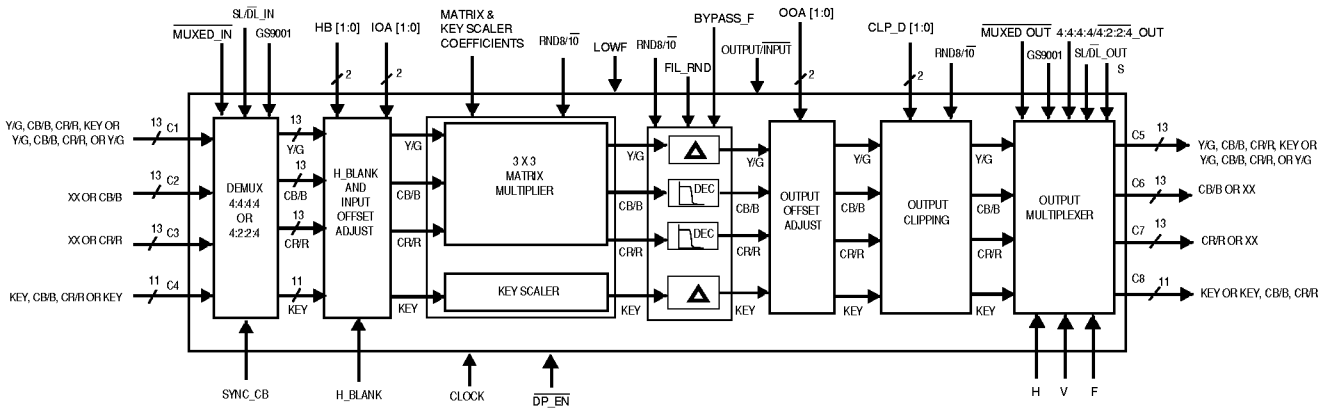 MUXED_IN
SL/DL_IN
GS9001
HB [1:0]
IOA [1:0]
MATRIX &
KEY SCALER
COEFFICIENTS
RND8/10
LOWF
RND8/10
FIL_RND
BYPASS_F
OUTPUT/INPUT
OOA [1:0]
CLP_D [1:0]
RND8/10
MUXED OUT
4:4:4:4/4:2:2:4_OUT
GS9001
SL/DL_OUT
S
2
2
2
2
Y/G, CB/B, CR/R, KEY OR
Y/G, CB/B, CR/R, OR Y/G
13 C1
XX OR CB/B
13 C2
XX OR CR/R
13 C3
KEY, CB/B, CR/R OR KEY
11 C4
DEMUX
4:4:4:4
OR
4:2:2:4
13
Y/G
13
CB/B
13
CR/R
11
KEY
H_BLANK
AND
INPUT
OFFSET
ADJUST
Y/G
CB/B
CR/R
KEY
3 X 3
MATRIX
MULTIPLIER
KEY SCALER
Y/G
CB/B
CR/R
KEY
DEC
DEC
Y/G
CB/B
CR/R
KEY
OUTPUT
OFFSET
ADJUST
Y/G
CB/B
CR/R
KEY
OUTPUT
CLIPPING
Y/G
CB/B
CR/R
KEY
OUTPUT
MULTIPLEXER
C5 13
Y/G, CB/B, CR/R, KEY OR
Y/G, CB/B, CR/R, OR Y/G
C6 13
CB/B OR XX
C7 13
CR/R OR XX
C8 11
KEY OR KEY, CB/B, CR/R
SYNC_CB
H_BLANK
CLOCK
DP_EN
H
V
F